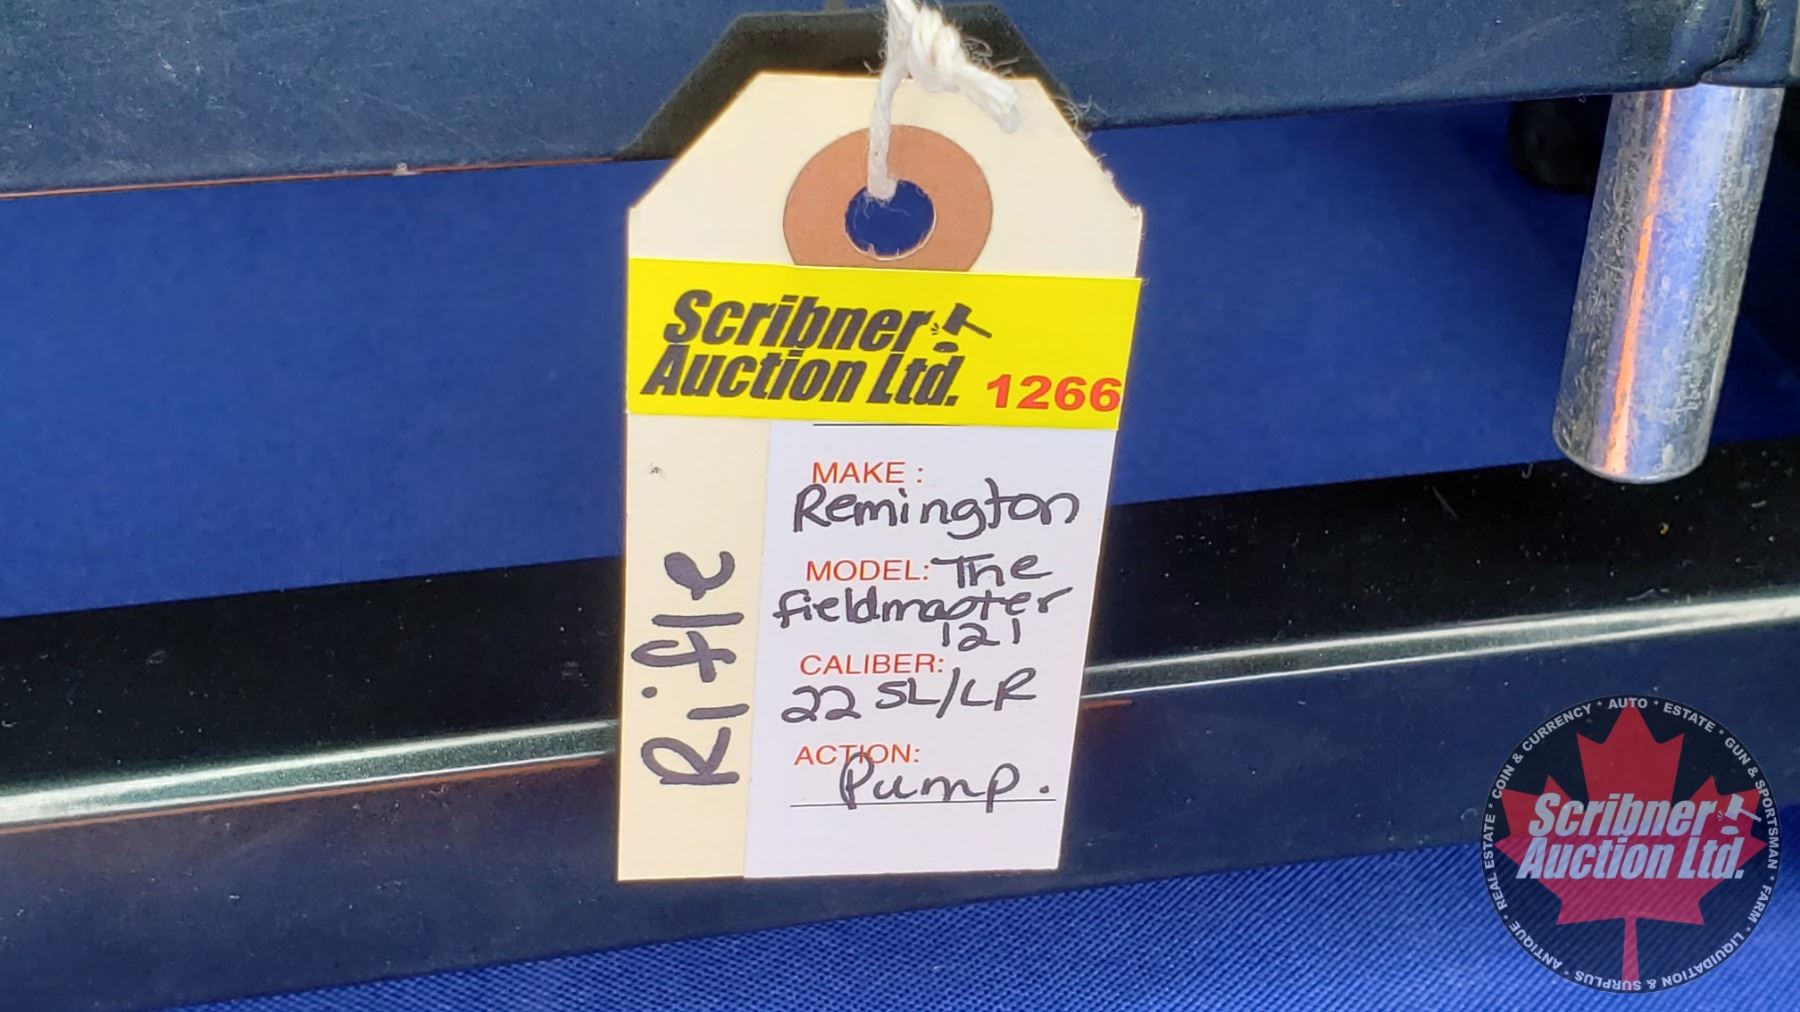 Scribner
Auction Ltd.
1266
MAKE :
Remington
MODEL: The
fieldmaster
121
CALIBER:
22 SL/LR
ACTION:
Pump.
Rifle
COIN & CURRENCY * AUTO * ESTATE * GUN & SPORTSMAN * FARM * LIQUIDATION & SURPLUS * ANTIQUE * REAL ESTATE *
Scribner
Auction Ltd.